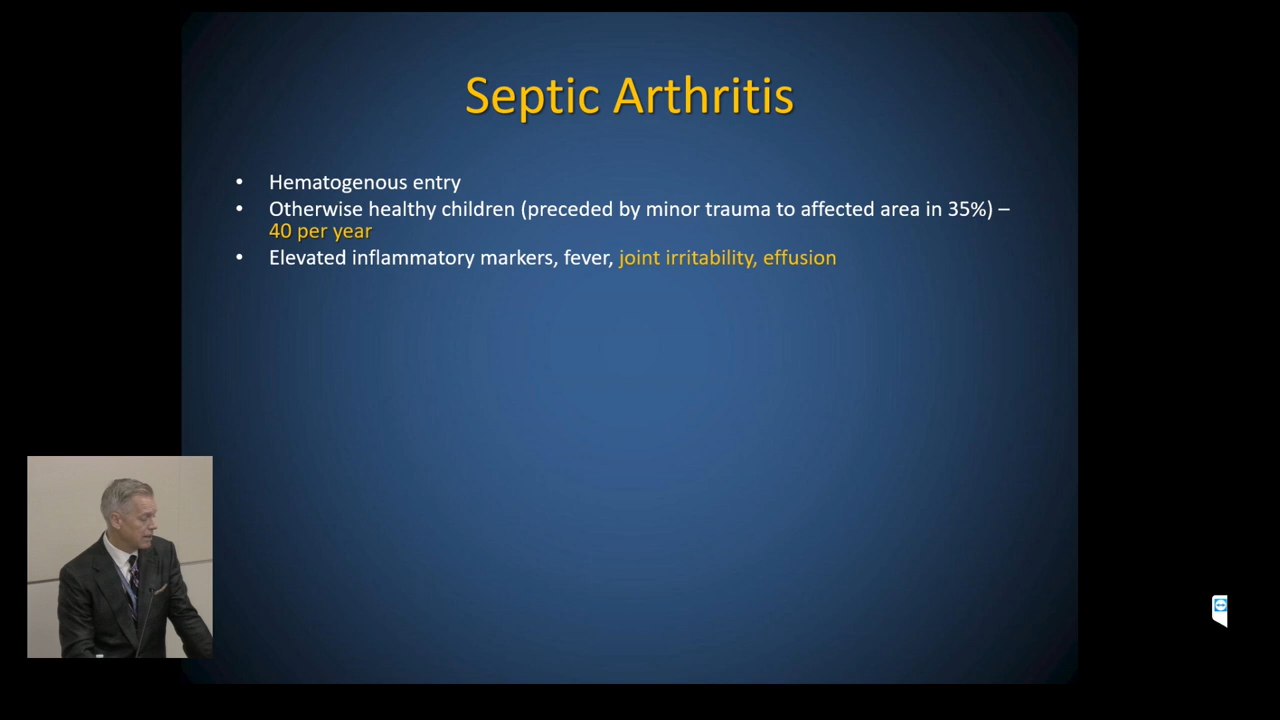 Septic Arthritis
• Hematogenous entry
• Otherwise healthy children (preceded by minor trauma to affected area in 35%) –
40 per year
• Elevated inflammatory markers, fever, joint irritability, effusion